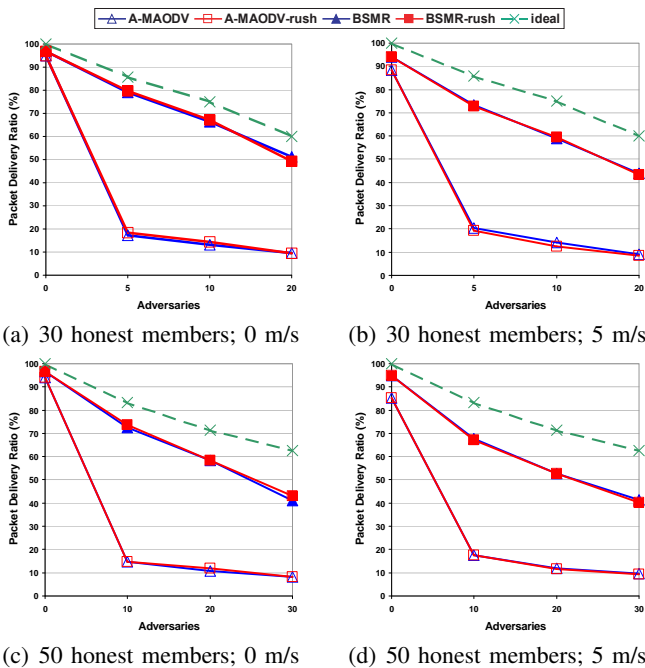 A-MAODV A-MAODV-rush BSMR BSMR-rush ideal
Packet Delivery Ratio (%)
100
90
80
70
60
50
40
30
20
10
0
0 5 10 20
Adversaries
(a) 30 honest members; 0 m/s
Packet Delivery Ratio (%)
100
90
80
70
60
50
40
30
20
10
0
0 5 10 20
Adversaries
(b) 30 honest members; 5 m/s
Packet Delivery Ratio (%)
100
90
80
70
60
50
40
30
20
10
0
0 10 20 30
Adversaries
(c) 50 honest members; 0 m/s
Packet Delivery Ratio (%)
100
90
80
70
60
50
40
30
20
10
0
0 10 20 30
Adversaries
(d) 50 honest members; 5 m/s